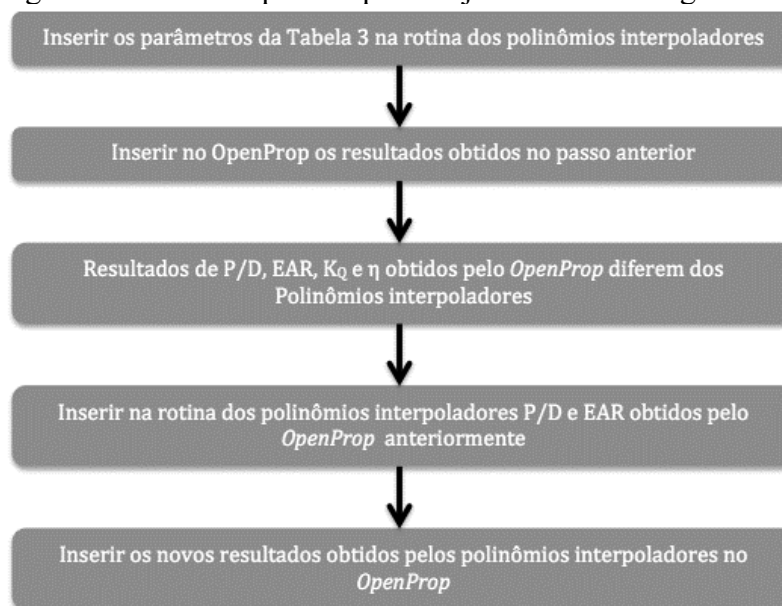 Inserir os parâmetros da Tabela 3 na rotina dos polinômios interpoladores
Inserir no OpenProp os resultados obtidos no passo anterior
Resultados de P/D, EAR, KQ e η obtidos pelo OpenProp diferem dos
Polinômios interpoladores
Inserir na rotina dos polinômios interpoladores P/D e EAR obtidos pelo
OpenProp anteriormente
Inserir os novos resultados obtidos pelos polinômios interpoladores no
OpenProp